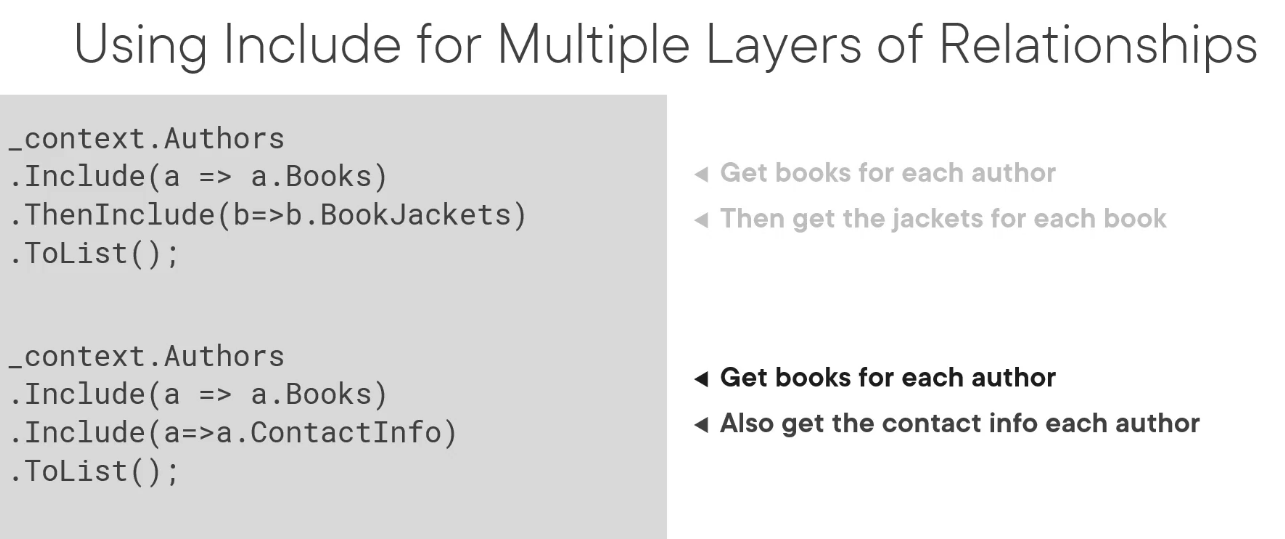 Using Include for Multiple Layers of Relationships
_context.Authors
.Include(a => a.Books)
.ThenInclude(b=>b.BookJackets)
.ToList();
◄ Get books for each author
◄ Then get the jackets for each book
_context.Authors
.Include(a => a.Books)
.Include(a=>a.ContactInfo)
.ToList();
◄ Get books for each author
◄ Also get the contact info each author